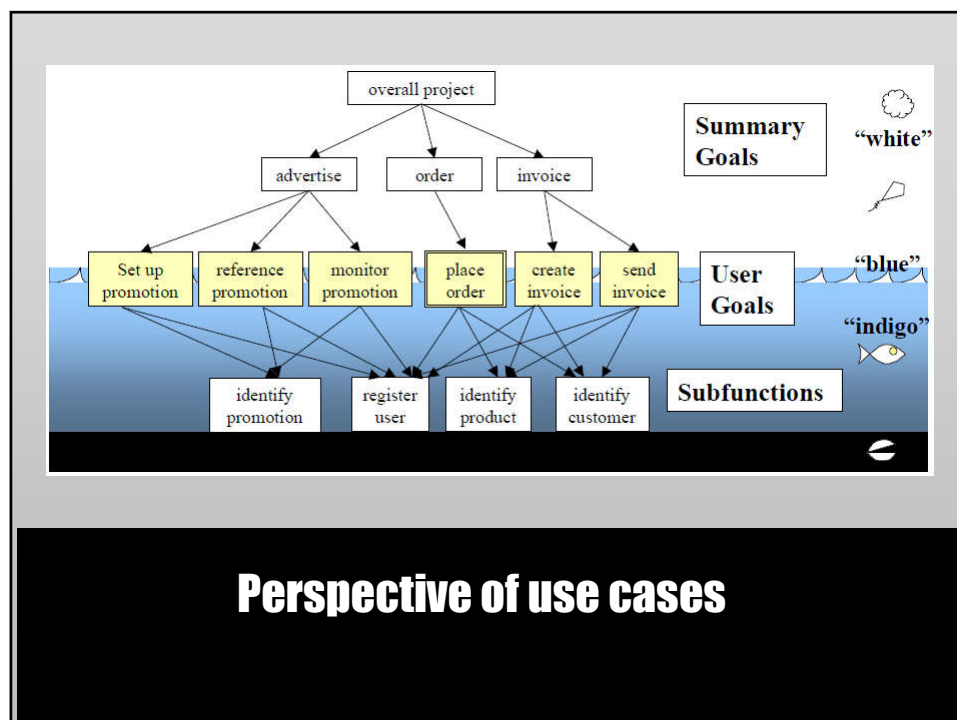 overall project
Summary
Goals
“white”
advertise
order
invoice
Set up
promotion
reference
promotion
monitor
promotion
place
order
create
invoice
send
invoice
User
Goals
“blue”
“indigo”
identify
promotion
register
user
identify
product
identify
customer
Subfunctions
Perspective of use cases